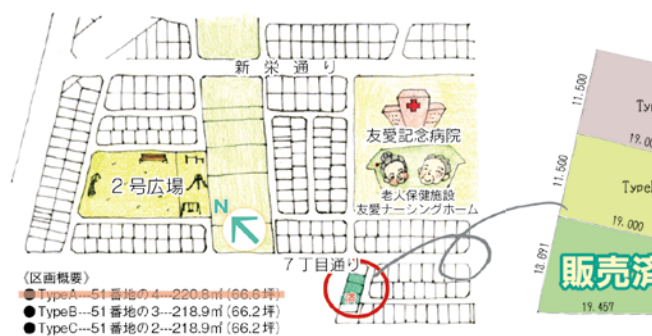 新栄通り
友愛記念病院
2号広場
老人保健施設
友愛ナーシングホーム
N
7丁目通り
《区画概要》
●TypeA---51番地の4---220.8㎡(66.6坪)
●TypeB---51番地の3---218.9㎡(66.2坪)
●TypeC---51番地の2---218.9㎡(66.2坪)
11.500
Ty
19.00
11.500
Type
19.000
販売済
19.457